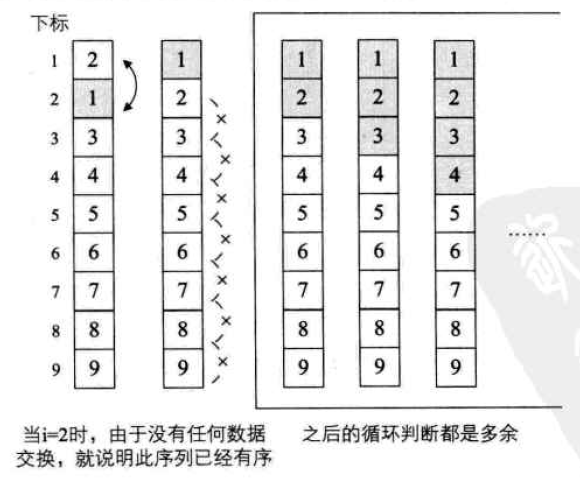 下标
1 2 1 1 1 1
2 1 2 2 2 2
3 3 3 3 3 3
4 4 4 4 4 4
5 5 5 5 5 5
6 6 6 6 6 6
7 7 7 7 7 7
8 8 8 8 8 8
9 9 9 9 9 9
......
当i=2时，由于没有任何数据
交换，就说明此序列已经有序
之后的循环判断都是多余